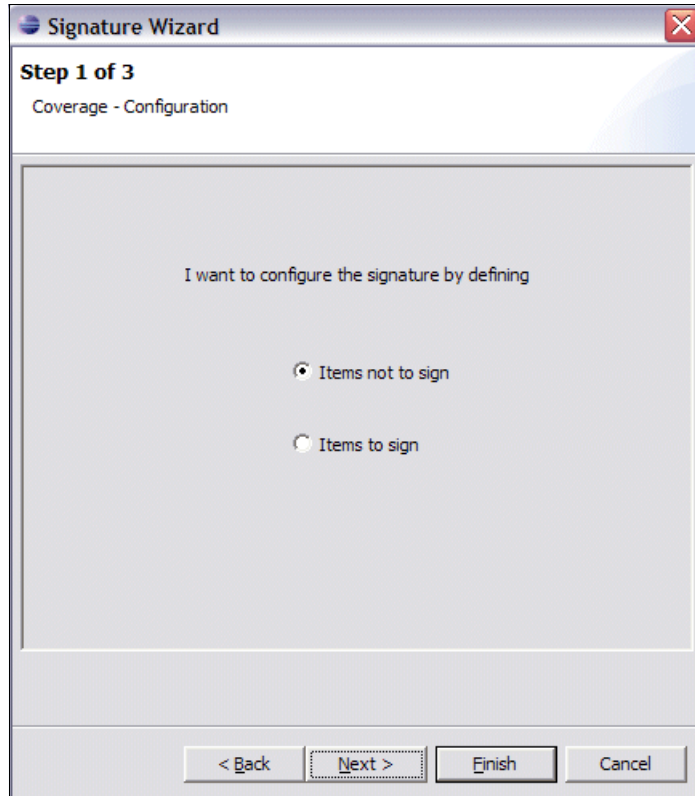 Signature Wizard
Step 1 of 3
Coverage - Configuration
I want to configure the signature by defining
Items not to sign
Items to sign
< Back Next > Finish Cancel